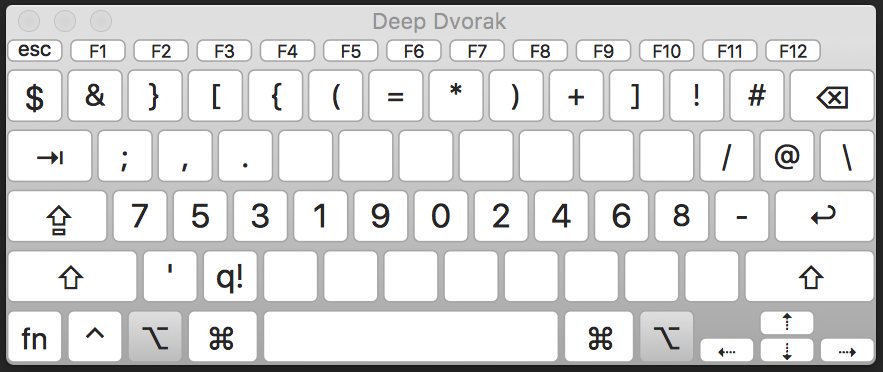 Deep Dvorak
esc F1 F2 F3 F4 F5 F6 F7 F8 F9 F10 F11 F12
$ & } [ { ( = * ) + ] ! # ⌫
⇥ ; , . / @ \
⇪ 7 5 3 1 9 0 2 4 6 8 - ↩
⇧ ' q! ⇧
fn ^ ⌥ ⌘ ⌘ ⌥ ⇠ ⇡ ⇣ ⇢